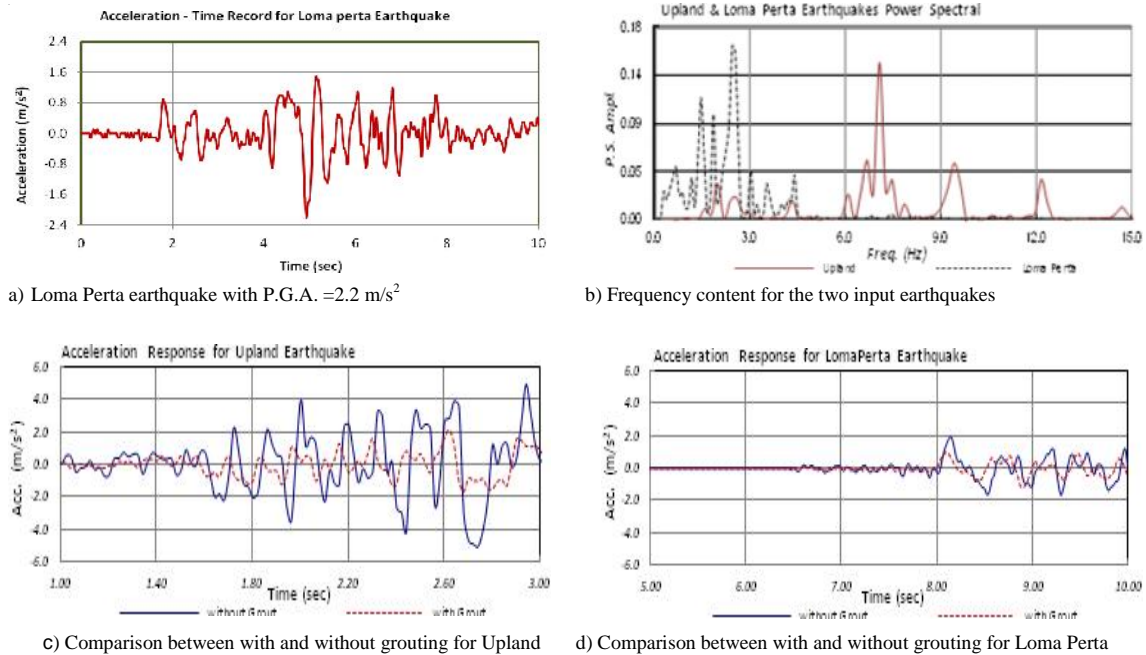 Acceleration - Time Record for Loma perta Earthquake
Acceleration (m/s²)
2.4
1.6
0.8
0.0
-0.8
-1.6
-2.4
0 2 4 6 8 10
Time (sec)
a) Loma Perta earthquake with P.G.A. =2.2 m/s²
Upland & Loma Perta Earthquakes Power Spectral
P.S. Ampl
0.18
0.14
0.09
0.05
0.00
0.0 3.0 6.0 9.0 12.0 15.0
Freq. (Hz)
Upland Loma Perta
b) Frequency content for the two input earthquakes
Acceleration Response for Upland Earthquake
Acc. (m/s²)
6.0
4.0
2.0
0.0
-2.0
-4.0
-6.0
1.00 1.40 1.80 2.20 2.60 3.00
Time (sec)
without Grout with Grout
c) Comparison between with and without grouting for Upland
Acceleration Response for LomaPerta Earthquake
Acc. (m/s²)
6.0
4.0
2.0
0.0
-2.0
-4.0
-6.0
5.00 6.00 7.00 8.00 9.00 10.00
Time (sec)
without Grout with Grout
d) Comparison between with and without grouting for Loma Perta